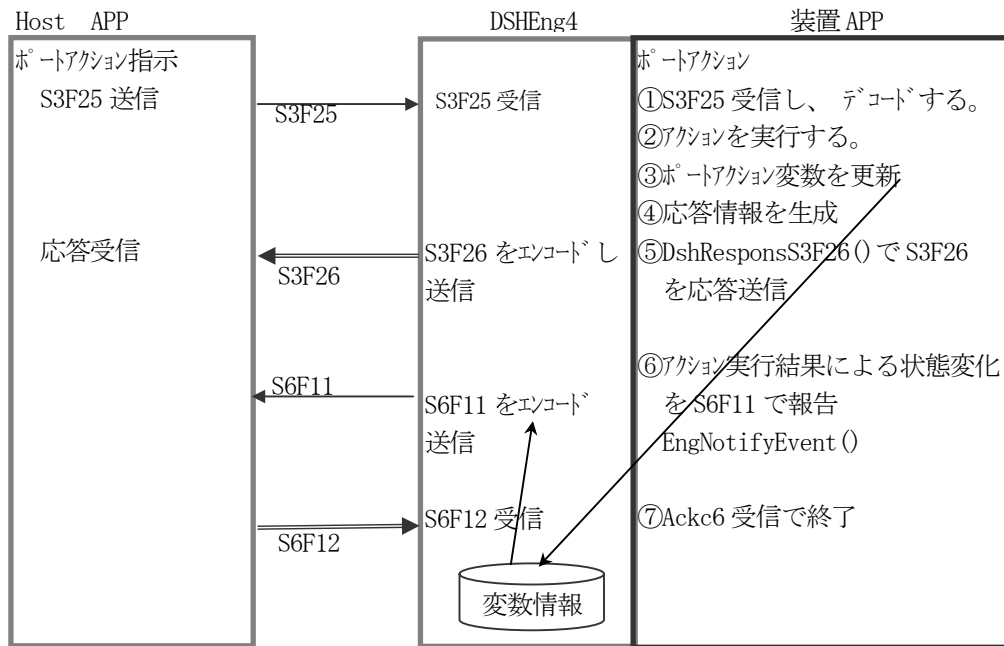 Host APP
DSHEng4
装置 APP
ﾎﾟｰﾄｱｸｼｮﾝ指示
S3F25 送信
S3F25
応答受信
S3F26
S6F11
S6F12
S3F25 受信
S3F26 をｴﾝｺｰﾄﾞし
送信
S6F11 をｴﾝｺｰﾄﾞ
送信
S6F12 受信
変数情報
ﾎﾟｰﾄｱｸｼｮﾝ
①S3F25 受信し、 ﾃﾞｺｰﾄﾞする。
②ｱｸｼｮﾝを実行する。
③ﾎﾟｰﾄｱｸｼｮﾝ変数を更新
④応答情報を生成
⑤DshResponsS3F26()で S3F26
を応答送信
⑥ｱｸｼｮﾝ実行結果による状態変化
を S6F11 で報告
EngNotifyEvent()
⑦Ackc6 受信で終了